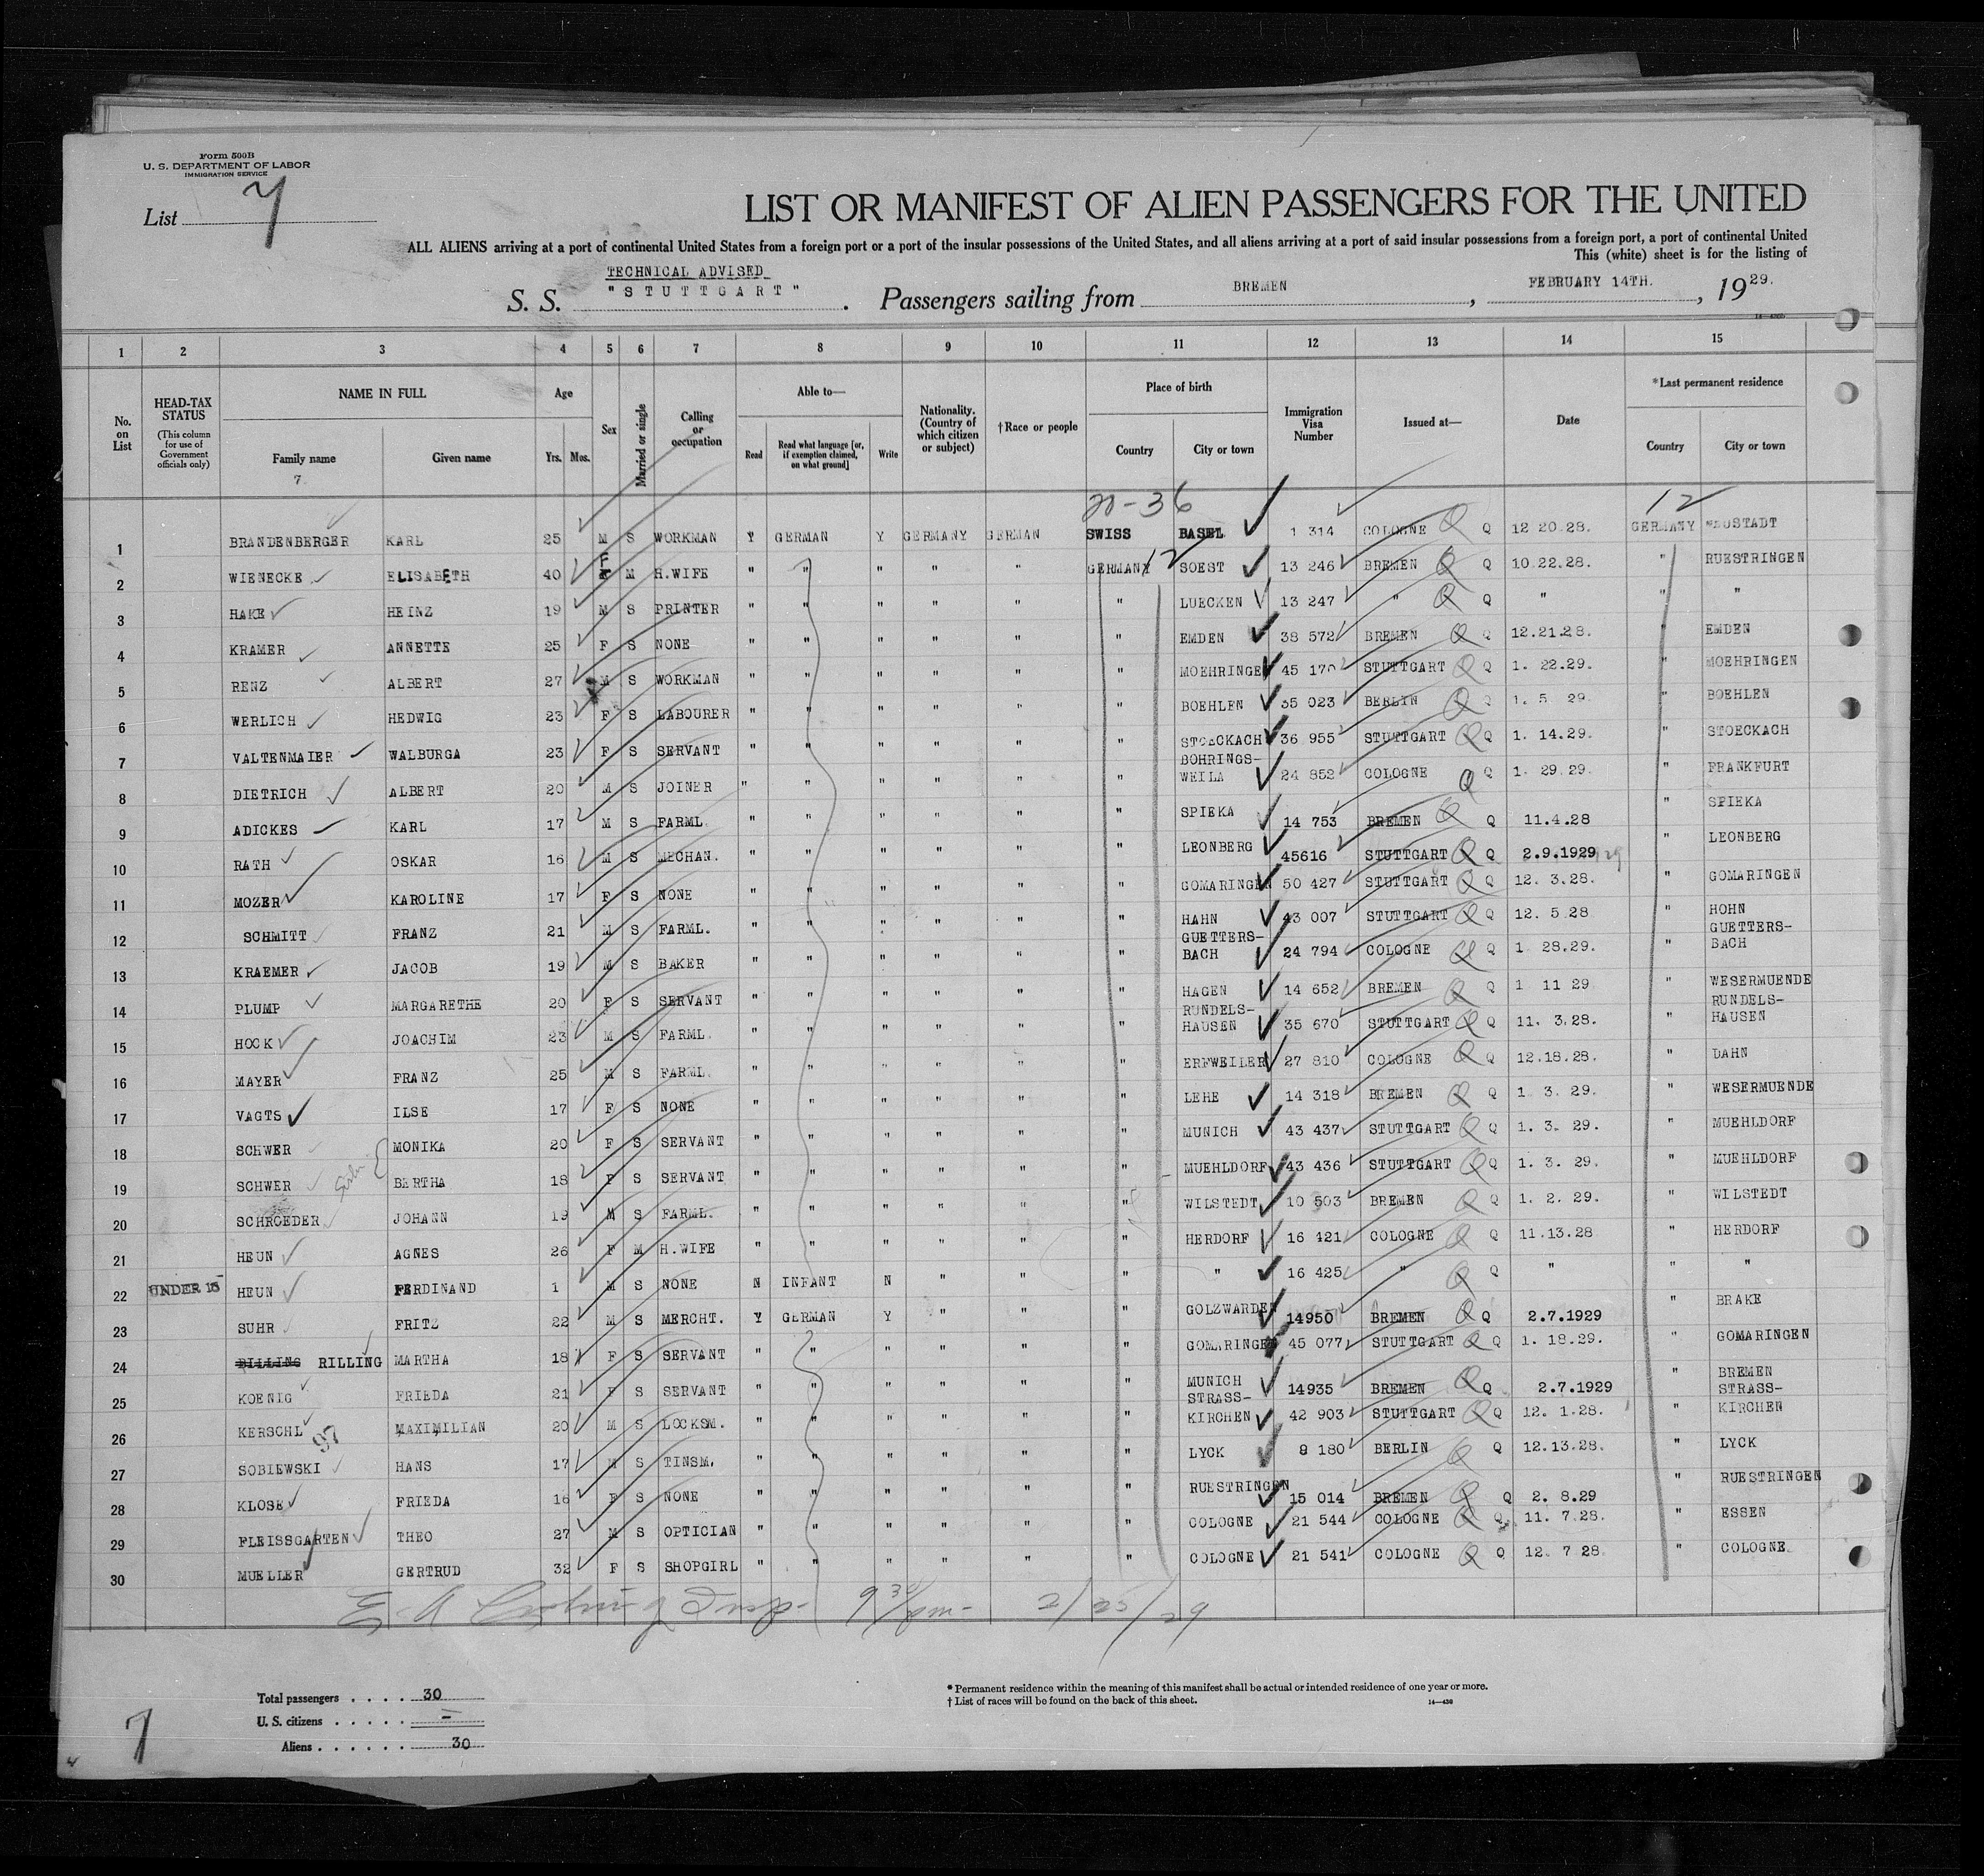 Form 500B
U. S. DEPARTMENT OF LABOR
IMMIGRATION SERVICE
List 7
LIST OR MANIFEST OF ALIEN PASSENGERS FOR THE UNITED
ALL ALIENS arriving at a port of continental United States from a foreign port or a port of the insular possessions of the United States, and all aliens arriving at a port of said insular possessions from a foreign port, a port of continental United
This (white) sheet is for the listing of
TECHNICAL ADVISED
S. S. "STUTTGART". Passengers sailing from BREMEN, FEBRUARY 14TH., 1929.
1 2 3 4 5 6 7 8 9 10 11 12 13 14 15
No. on List
HEAD-TAX STATUS (This column for use of Government officials only)
NAME IN FULL Family name Given name
7
Age Yrs. Mos.
Sex
Married or single
Calling or occupation
Able to— Read Read what language [or, if exemption claimed, on what ground] Write
Nationality. (Country of which citizen or subject)
†Race or people
Place of birth Country City or town
Immigration Visa Number
Issued at—
Date
*Last permanent residence Country City or town
20-36 12
1 BRANDENBERGER KARL 25 M S WORKMAN Y GERMAN Y GERMANY GERMAN SWISS BASEL 1 314 COLOGNE Q Q 12 20.28. GERMANY
12
2 WIENECKE ELISABETH 40 F M H.WIFE " " " " " GERMANY SOEST 13 246 BREMEN Q Q 10.22.28. " RUESTRINGEN
3 HAKE HEINZ 19 M S PRINTER " " " " " " LUECKEN 13 247 " Q Q " " "
4 KRAMER ANNETTE 25 F S NONE " " " " " " EMDEN 38 572 BREMEN Q Q 12.21.28. " EMDEN
5 RENZ ALBERT 27 M S WORKMAN " " " " " " MOEHRINGEN 45 170 STUTTGART Q Q 1. 22.29. " MOEHRINGEN
6 WERLICH HEDWIG 23 F S LABOURER " " " " " " BOEHLEN 35 023 BERLIN Q Q 1. 5 29. " BOEHLEN
7 VALTENMAIER WALBURGA 23 F S SERVANT " " " " " " STOECKACH 36 955 STUTTGART Q Q 1. 14.29. " STOECKACH
8 DIETRICH ALBERT 20 M S JOINER " " " " " " BOHRINGS-WEILA 24 852 COLOGNE Q Q 1. 29 29. " FRANKFURT
9 ADICKES KARL 17 M S FARML. " " " " " " SPIEKA 14 753 BREMEN Q Q 11.4.28 " SPIEKA
10 RATH OSKAR 16 M S MECHAN. " " " " " " LEONBERG 45616 STUTTGART Q Q 2.9.1929 " LEONBERG
11 MOZER KAROLINE 17 F S NONE " " " " " " GOMARINGEN 50 427 STUTTGART Q Q 12. 3.28. " GOMARINGEN
12 SCHMITT FRANZ 21 M S FARML. " " " " " " HAHN 43 007 STUTTGART Q Q 12. 5.28 " HOHN
13 KRAEMER JACOB 19 M S BAKER " " " " " " GUETTERS-BACH 24 794 COLOGNE Q Q 1 28.29. " GUETTERS-BACH
14 PLUMP MARGARETHE 20 F S SERVANT " " " " " " HAGEN 14 652 BREMEN Q Q 1 11 29 " WESERMUENDE
15 HOCK JOACHIM 23 M S FARML. " " " " " " RUNDELS-HAUSEN 35 670 STUTTGART Q Q 11. 3.28. " RUNDELS-HAUSEN
16 MAYER FRANZ 25 M S FARML. " " " " " " ERFWEILER 27 810 COLOGNE Q Q 12.18.28. " DAHN
17 VAGTS ILSE 17 F S NONE " " " " " " LEHE 14 318 BREMEN Q Q 1 3. 29. " WESERMUENDE
18 SCHWER MONIKA 20 F S SERVANT " " " " " " MUNICH 43 437 STUTTGART Q Q 1. 3. 29. " MUEHLDORF
19 SCHWER BERTHA 18 F S SERVANT " " " " " " MUEHLDORF 43 436 STUTTGART Q Q 1. 3. 29. " MUEHLDORF
20 SCHROEDER JOHANN 19 M S FARML. " " " " " " WILSTEDT 10 503 BREMEN Q Q 1. 2. 29. " WILSTEDT
21 HEUN AGNES 26 F M H.WIFE " " " " " " HERDORF 16 421 COLOGNE Q Q 11.13.28 " HERDORF
22 UNDER 16 HEUN FERDINAND 1 M S NONE N INFANT N " " " " 16 425 " Q Q " " "
23 SUHR FRITZ 22 M S MERCHT. Y GERMAN Y " " " GOLZWARDEN 14950 BREMEN Q Q 2.7.1929 " BRAKE
24 RILLING MARTHA 18 F S SERVANT " " " " " " GOMARINGEN 45 077 STUTTGART Q Q 1. 18.29. " GOMARINGEN
25 KOENIG FRIEDA 21 F S SERVANT " " " " " " MUNICH 14935 BREMEN Q Q 2.7.1929 " BREMEN
26 KERSCHL 97 MAXIMILIAN 20 M S LOCKSM. " " " " " " STRASS-KIRCHEN 42 903 STUTTGART Q Q 12. 1.28. " STRASS-KIRCHEN
27 SOBIEWSKI HANS 17 M S TINSM. " " " " " " LYCK 9 180 BERLIN Q Q 12.13.28. " LYCK
28 KLOSE FRIEDA 16 F S NONE " " " " " " RUESTRINGEN 15 014 BREMEN Q Q 2. 8.29 " RUESTRINGEN
29 FLEISSGARTEN THEO 27 M S OPTICIAN " " " " " " COLOGNE 21 544 COLOGNE Q Q 11. 7.28. " ESSEN
30 MUELLER GERTRUD 32 F S SHOPGIRL " " " " " " COLOGNE 21 541 COLOGNE Q Q 12. 7 28. " COLOGNE
9 30/pm- 2/25/29
Total passengers . . . . 30
U. S. citizens . . . . . -
Aliens . . . . . . 30
* Permanent residence within the meaning of this manifest shall be actual or intended residence of one year or more.
† List of races will be found on the back of this sheet. 14—430
7